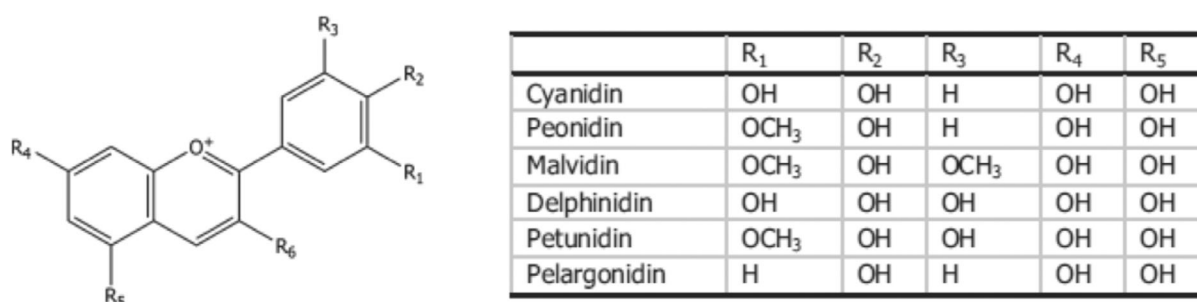 R₃
R₂
O⁺
R₄
R₁
R₆
R₅
R₁ R₂ R₃ R₄ R₅
Cyanidin OH OH H OH OH
Peonidin OCH₃ OH H OH OH
Malvidin OCH₃ OH OCH₃ OH OH
Delphinidin OH OH OH OH OH
Petunidin OCH₃ OH OH OH OH
Pelargonidin H OH H OH OH